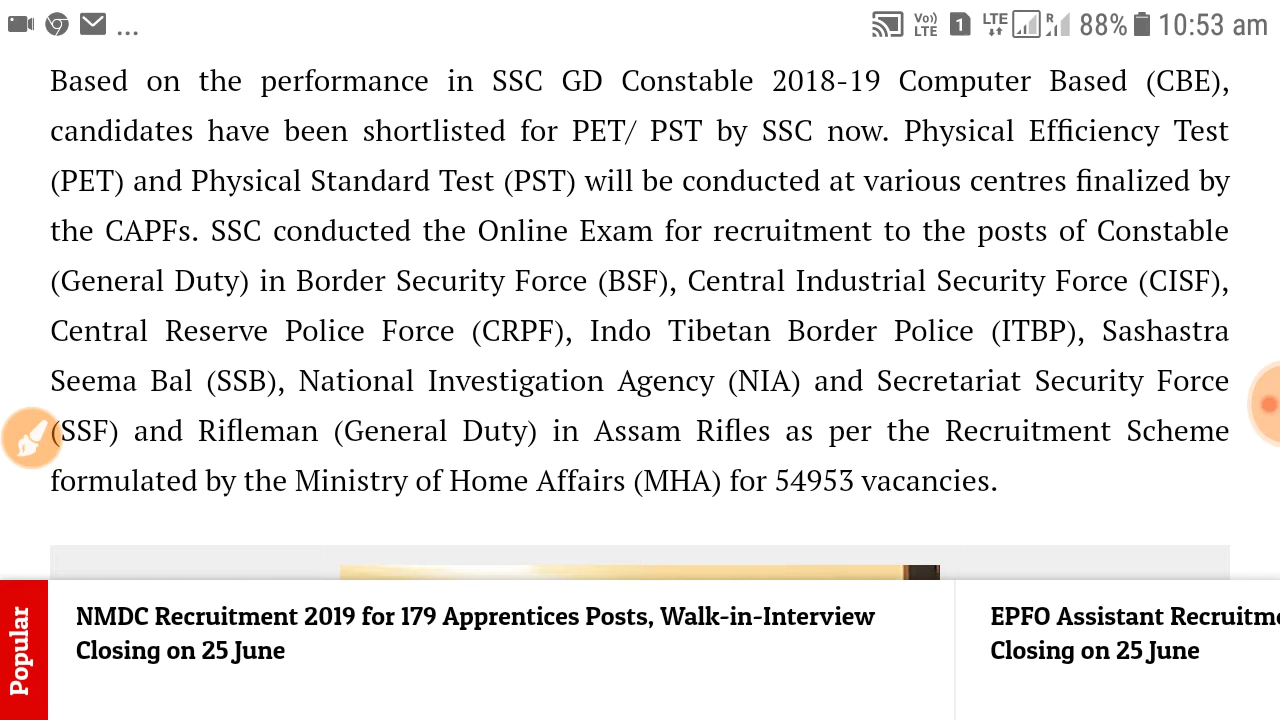 ... Vo) LTE 1 LTE R 88% 10:53 am
Based on the performance in SSC GD Constable 2018-19 Computer Based (CBE),
candidates have been shortlisted for PET/ PST by SSC now. Physical Efficiency Test
(PET) and Physical Standard Test (PST) will be conducted at various centres finalized by
the CAPFs. SSC conducted the Online Exam for recruitment to the posts of Constable
(General Duty) in Border Security Force (BSF), Central Industrial Security Force (CISF),
Central Reserve Police Force (CRPF), Indo Tibetan Border Police (ITBP), Sashastra
Seema Bal (SSB), National Investigation Agency (NIA) and Secretariat Security Force
(SSF) and Rifleman (General Duty) in Assam Rifles as per the Recruitment Scheme
formulated by the Ministry of Home Affairs (MHA) for 54953 vacancies.
Popular
NMDC Recruitment 2019 for 179 Apprentices Posts, Walk-in-Interview
Closing on 25 June
EPFO Assistant Recruitme
Closing on 25 June